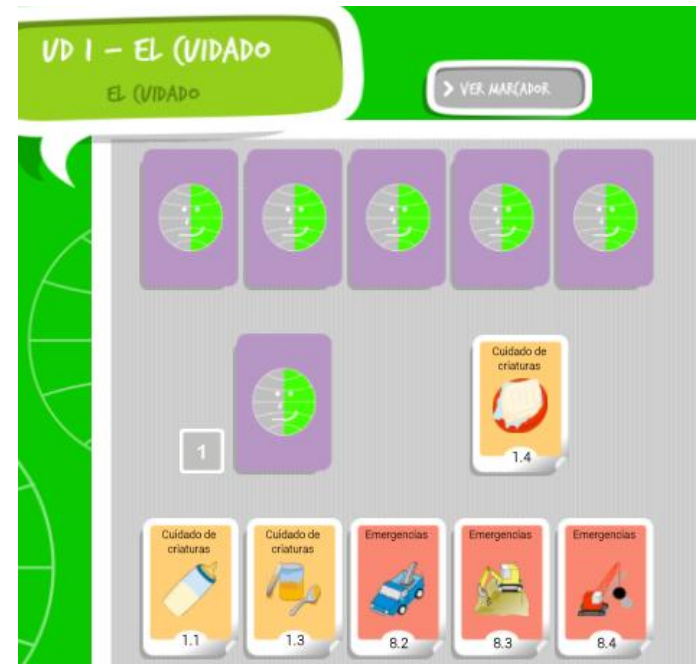 UD 1 - EL CUIDADO
EL CUIDADO
> VER MARCADOR
1
Cuidado de
criaturas
1.4
Cuidado de
criaturas
1.1
Cuidado de
criaturas
1.3
Emergencias
8.2
Emergencias
8.3
Emergencias
8.4